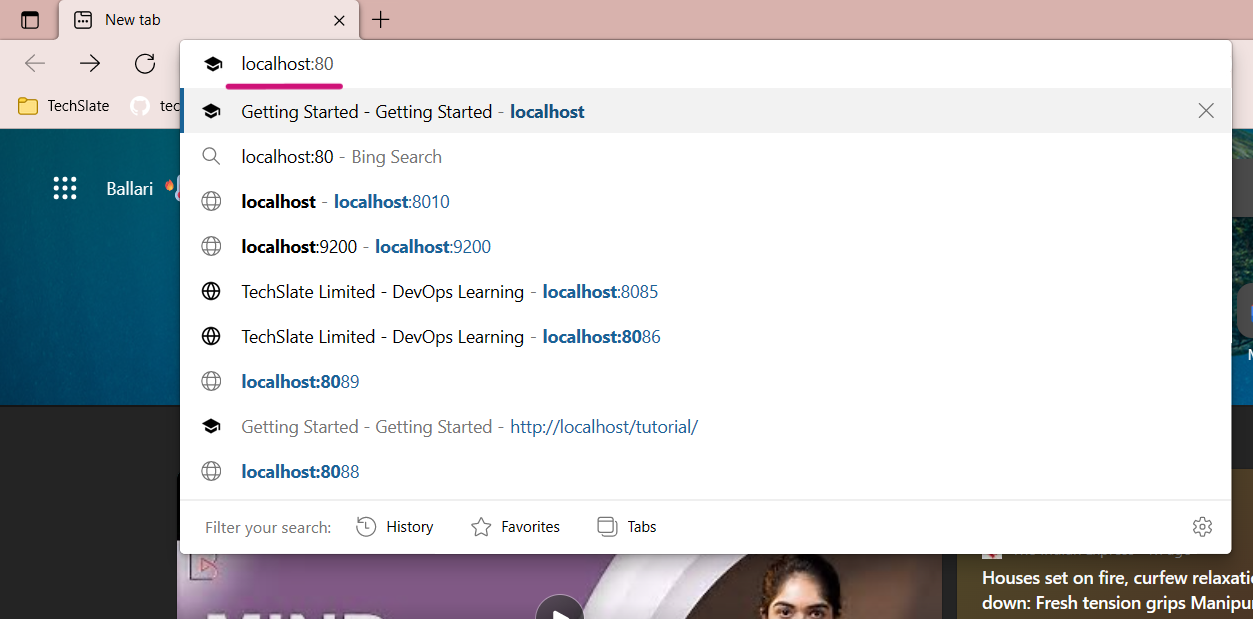 New tab
localhost:80
TechSlate
tec
Getting Started - Getting Started - localhost
localhost:80 - Bing Search
Ballari
localhost - localhost:8010
localhost:9200 - localhost:9200
TechSlate Limited - DevOps Learning - localhost:8085
TechSlate Limited - DevOps Learning - localhost:8086
localhost:8089
Getting Started - Getting Started - http://localhost/tutorial/
localhost:8088
Filter your search: History Favorites Tabs
Houses set on fire, curfew relaxati
down: Fresh tension grips Manipu
MIND